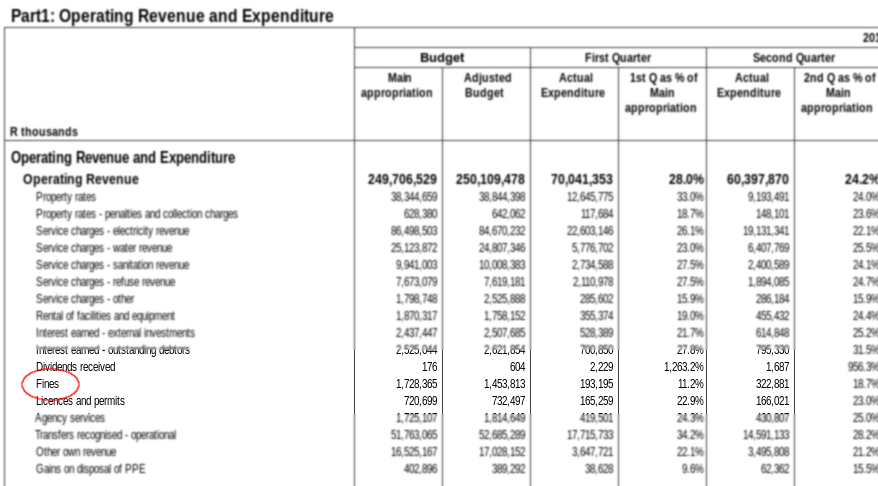 Part1: Operating Revenue and Expenditure
201
Budget First Quarter Second Quarter
Main appropriation Adjusted Budget Actual Expenditure 1st Q as % of Main appropriation Actual Expenditure 2nd Q as % of Main appropriation
R thousands
Operating Revenue and Expenditure
Operating Revenue 249,706,529 250,109,478 70,041,353 28.0% 60,397,870 24.2%
Property rates 38,344,659 38,844,398 12,645,775 33.0% 9,193,491 24.0%
Property rates - penalties and collection charges 628,380 642,062 117,684 18.7% 148,101 23.6%
Service charges - electricity revenue 86,498,503 84,670,232 22,603,146 26.1% 19,131,341 22.1%
Service charges - water revenue 25,123,872 24,807,346 5,776,702 23.0% 6,407,769 25.5%
Service charges - sanitation revenue 9,941,003 10,008,383 2,734,588 27.5% 2,400,589 24.1%
Service charges - refuse revenue 7,673,079 7,619,181 2,110,978 27.5% 1,894,085 24.7%
Service charges - other 1,798,748 2,525,888 285,602 15.9% 286,184 15.9%
Rental of facilities and equipment 1,870,317 1,758,152 355,374 19.0% 455,432 24.4%
Interest earned - external investments 2,437,447 2,507,685 528,389 21.7% 614,848 25.2%
Interest earned - outstanding debtors 2,525,044 2,621,854 700,850 27.8% 795,330 31.5%
Dividends received 176 604 2,229 1,263.2% 1,687 956.3%
Fines 1,728,365 1,453,813 193,195 11.2% 322,881 18.7%
Licences and permits 720,699 732,497 165,259 22.9% 166,021 23.0%
Agency services 1,725,107 1,814,649 419,501 24.3% 430,807 25.0%
Transfers recognised - operational 51,763,065 52,685,289 17,715,733 34.2% 14,591,133 28.2%
Other own revenue 16,525,167 17,028,152 3,647,721 22.1% 3,495,808 21.2%
Gains on disposal of PPE 402,896 389,292 38,628 9.6% 62,362 15.5%